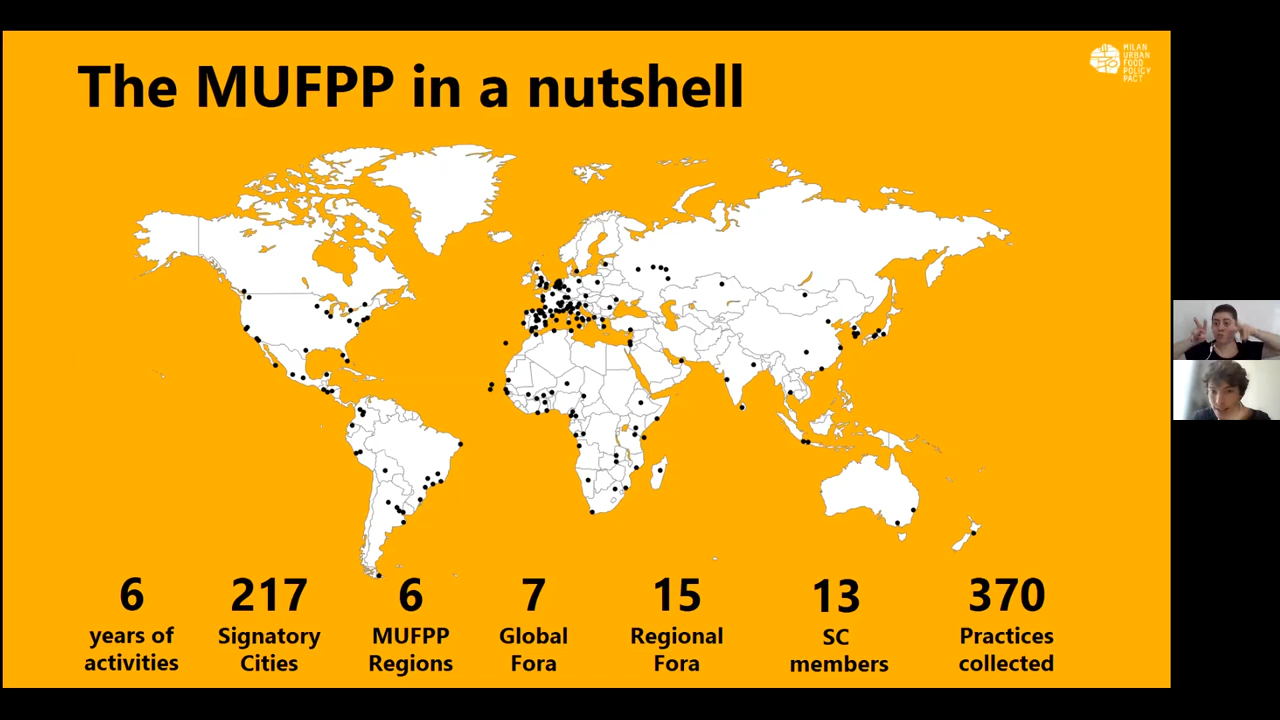 The MUFPP in a nutshell
MILAN
URBAN
FOOD
POLICY
PACT
6
years of
activities
217
Signatory
Cities
6
MUFPP
Regions
7
Global
Fora
15
Regional
Fora
13
SC
members
370
Practices
collected